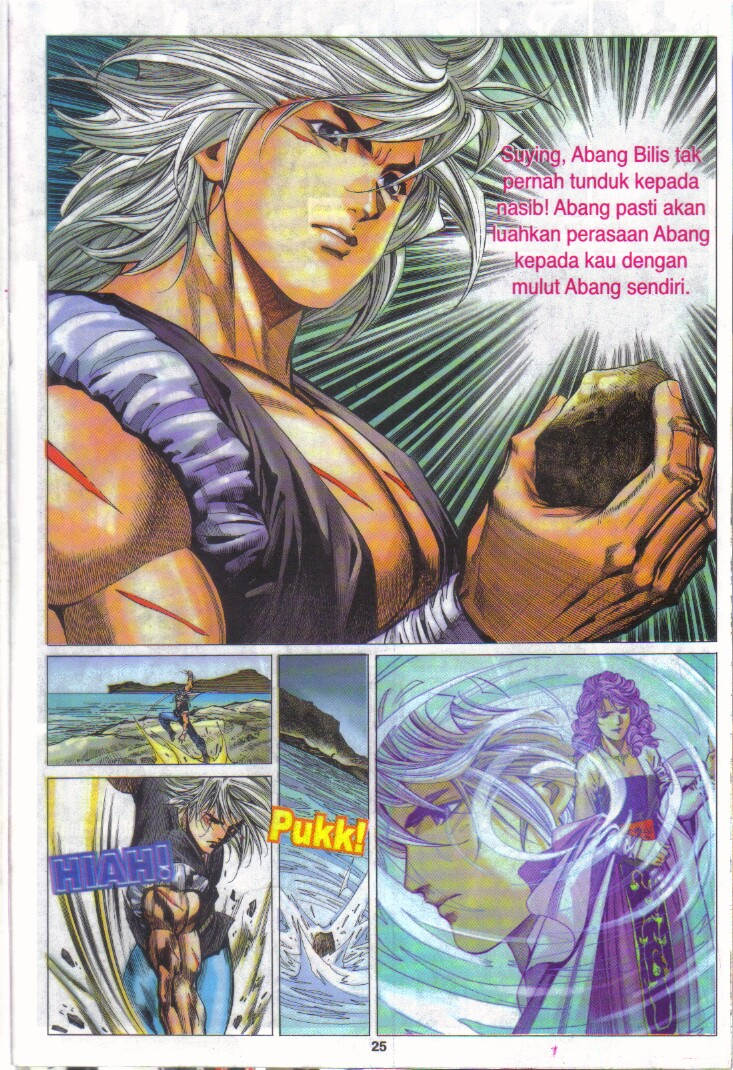 Suying, Abang Bilis tak
pernah tunduk kepada
nasib! Abang pasti akan
luahkan perasaan Abang
kepada kau dengan
mulut Abang sendiri.
HIAH!
Pukk!
25
1